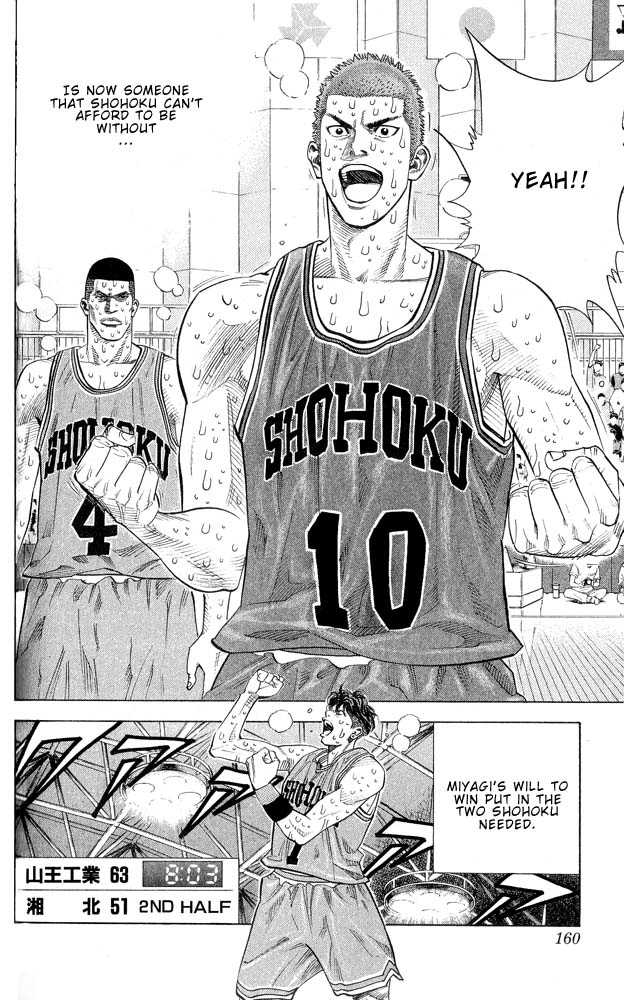 YEAH!!
IS NOW SOMEONE
THAT SHOHOKU CAN'T
AFFORD TO BE
WITHOUT
...
SHOHOKU
10
SHOHOKU
4
MIYAGI'S WILL TO
WIN PUT IN THE
TWO SHOHOKU
NEEDED.
SHOHOKU
山王工業 63 8:03
湘 北 51 2ND HALF
160